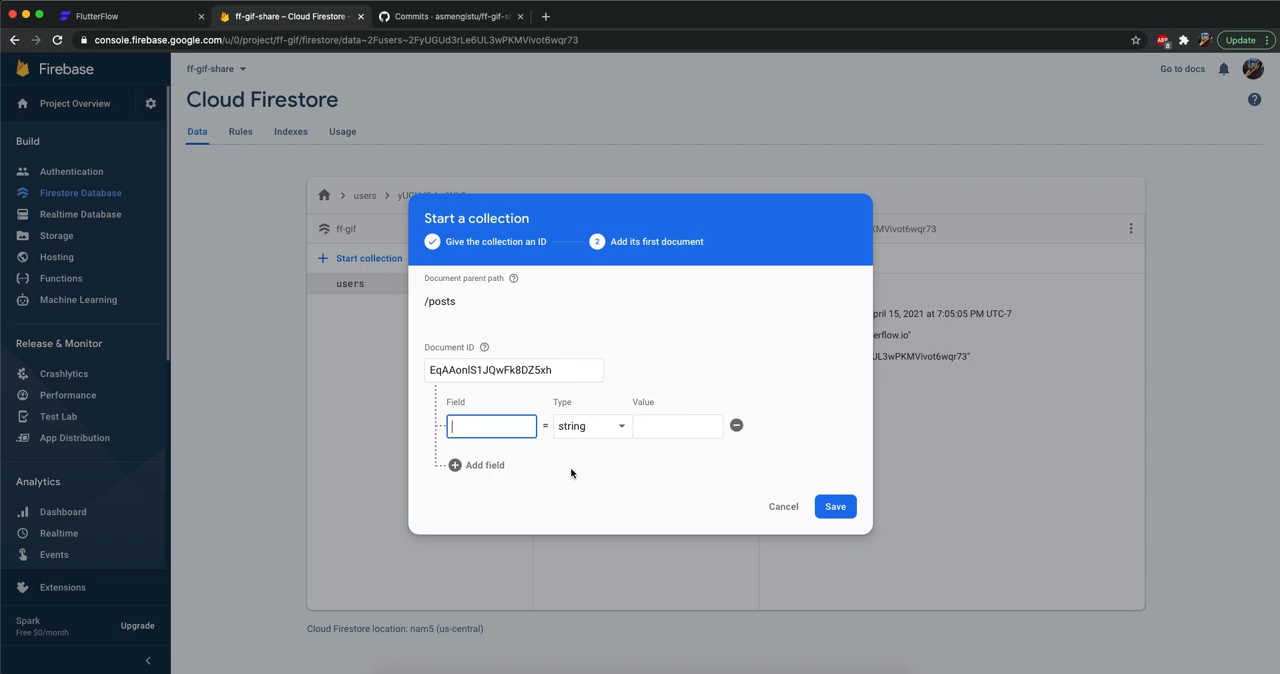 FlutterFlow
ff-gif-share – Cloud Firestore -
Commits · asmengistu/ff-gif-s
console.firebase.google.com/u/0/project/ff-gif/firestore/data~2Fusers~2FyUGUd3rLe6UL3wPKMVivot6wqr73
Update
Firebase
ff-gif-share
Go to docs
Project Overview
Cloud Firestore
Data Rules Indexes Usage
Build
Authentication
Firestore Database
Realtime Database
Storage
Hosting
Functions
Machine Learning
Release & Monitor
Crashlytics
Performance
Test Lab
App Distribution
Analytics
Dashboard
Realtime
Events
Extensions
Spark
Free $0/month
Upgrade
users
ff-gif
KMVivot6wqr73
Start collection
users
pril 15, 2021 at 7:05:05 PM UTC-7
erflow.io"
JL3wPKMVivot6wqr73"
Start a collection
Give the collection an ID
2 Add its first document
Document parent path
/posts
Document ID
EqAAonlS1JQwFk8DZ5xh
Field Type Value
= string
Add field
Cancel Save
Cloud Firestore location: nam5 (us-central)